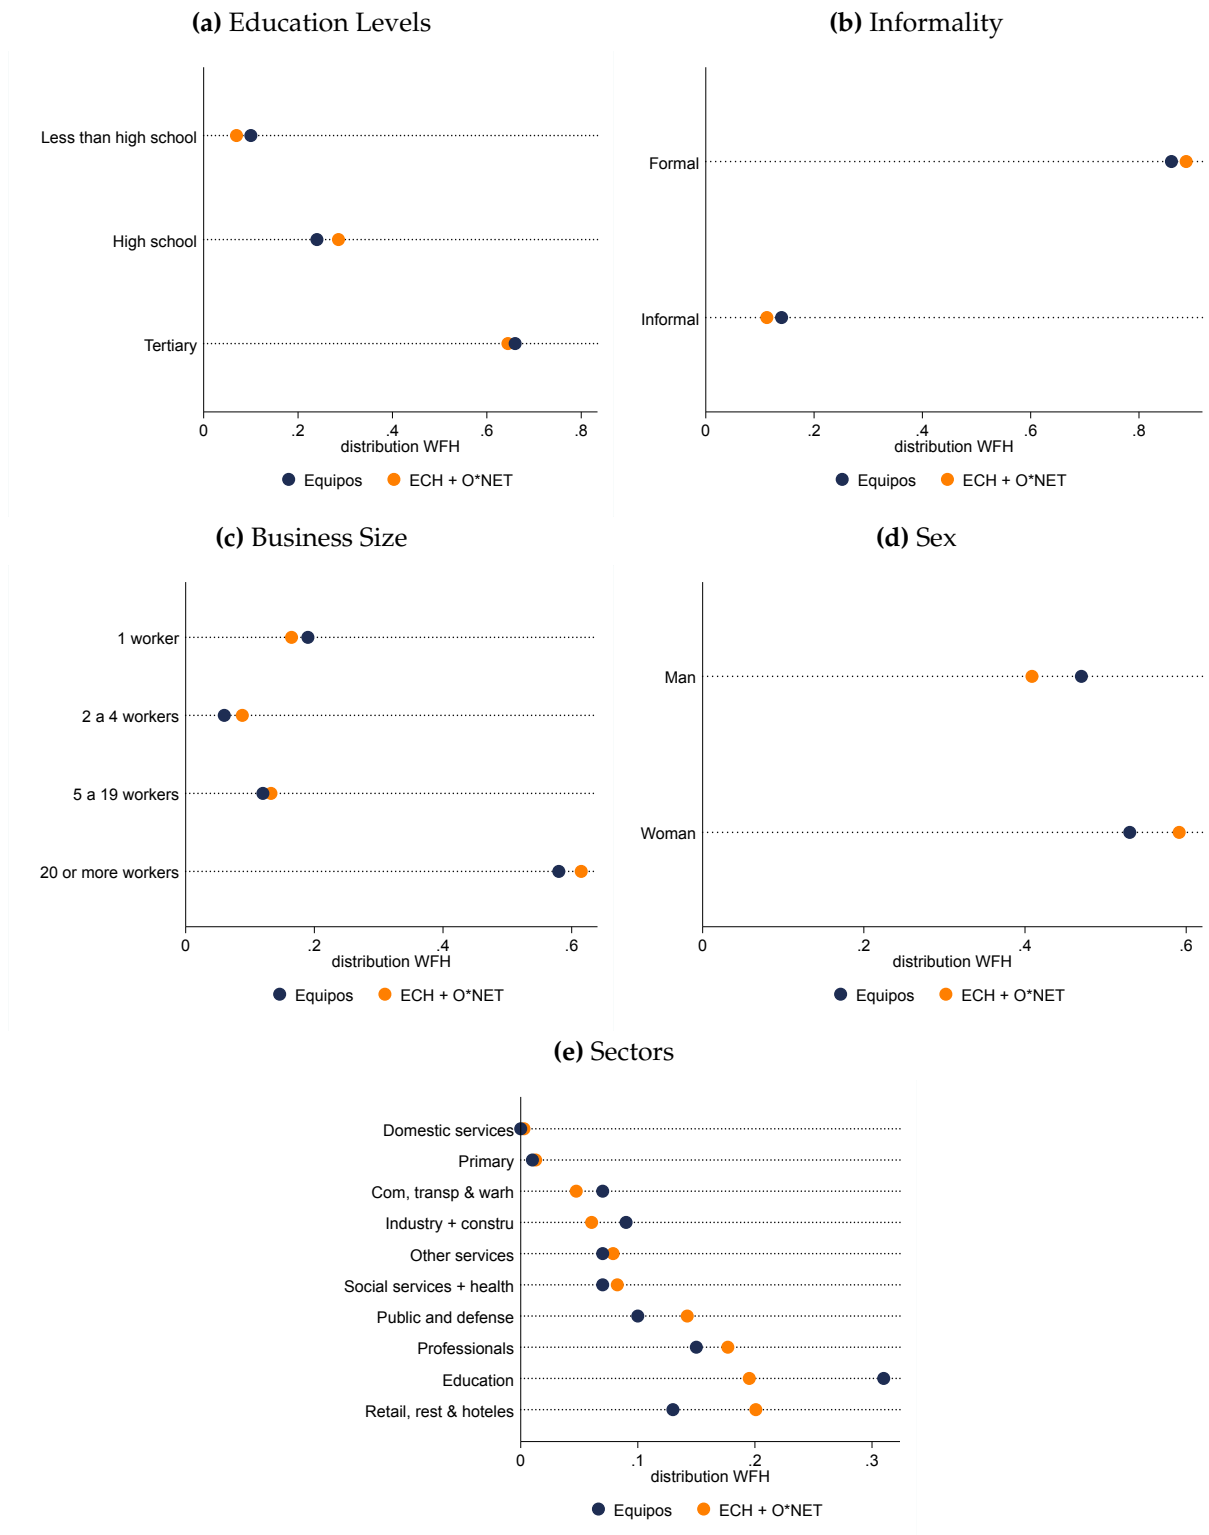 (a) Education Levels
Less than high school
High school
Tertiary
0 .2 .4 .6 .8
distribution WFH
Equipos ECH + O*NET
(b) Informality
Formal
Informal
0 .2 .4 .6 .8
distribution WFH
Equipos ECH + O*NET
(c) Business Size
1 worker
2 a 4 workers
5 a 19 workers
20 or more workers
0 .2 .4 .6
distribution WFH
Equipos ECH + O*NET
(d) Sex
Man
Woman
0 .2 .4 .6
distribution WFH
Equipos ECH + O*NET
(e) Sectors
Domestic services
Primary
Com, transp & warh
Industry + constru
Other services
Social services + health
Public and defense
Professionals
Education
Retail, rest & hoteles
0 .1 .2 .3
distribution WFH
Equipos ECH + O*NET